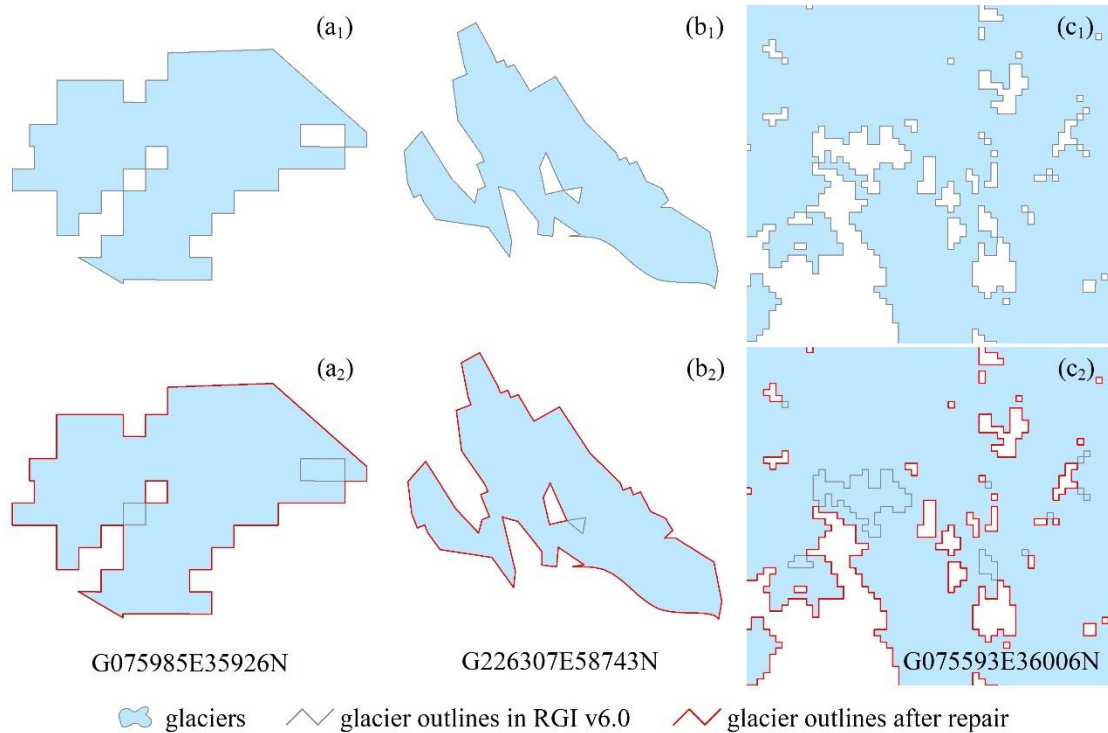 (a₁)
(b₁)
(c₁)
(a₂)
(b₂)
(c₂)
G075985E35926N
G226307E58743N
G075593E36006N
glaciers
glacier outlines in RGI v6.0
glacier outlines after repair